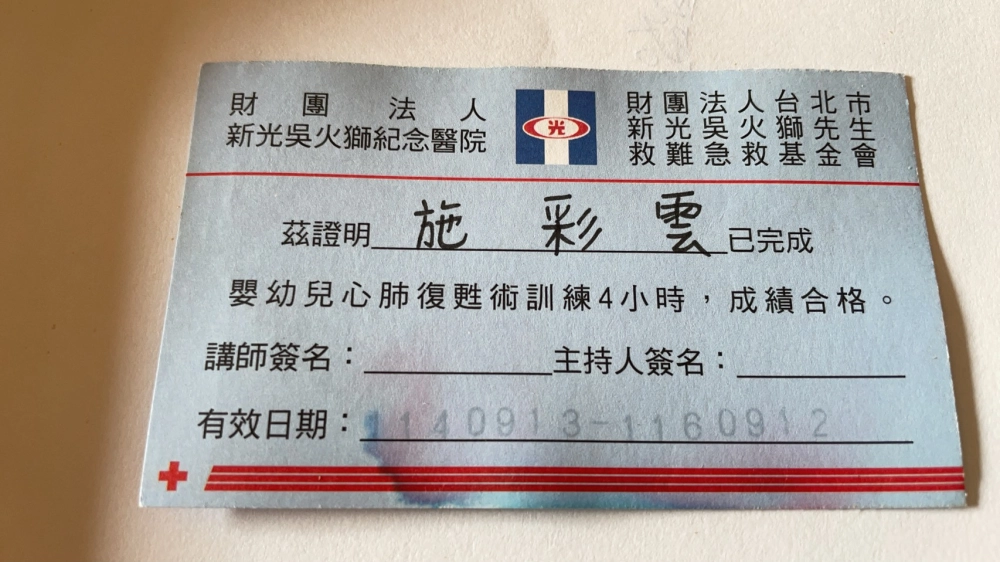 財團法人
新光吳火獅紀念醫院
光
財團法人台北市
新光吳火獅先生
救難急救基金會
茲證明施彩雲已完成
嬰幼兒心肺復甦術訓練4小時，成績合格。
講師簽名：
主持人簽名：
有效日期：1140913-1160912